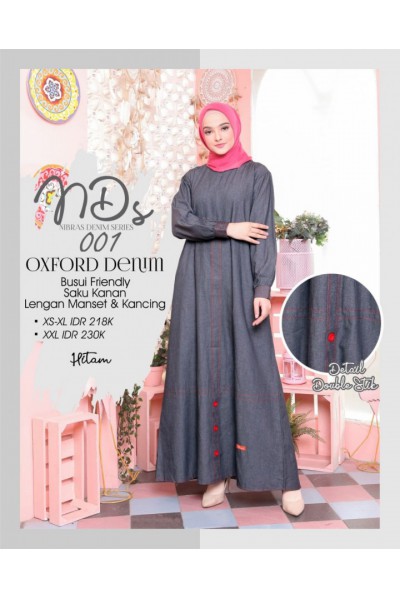 NDs
NIBRAS DENIM SERIES
001
OXFORD DENIM
Busui Friendly
Saku Kanan
Lengan Manset & Kancing
• XS-XL IDR 218K
• XXL IDR 230K
Hitam
Detail
Double Stik